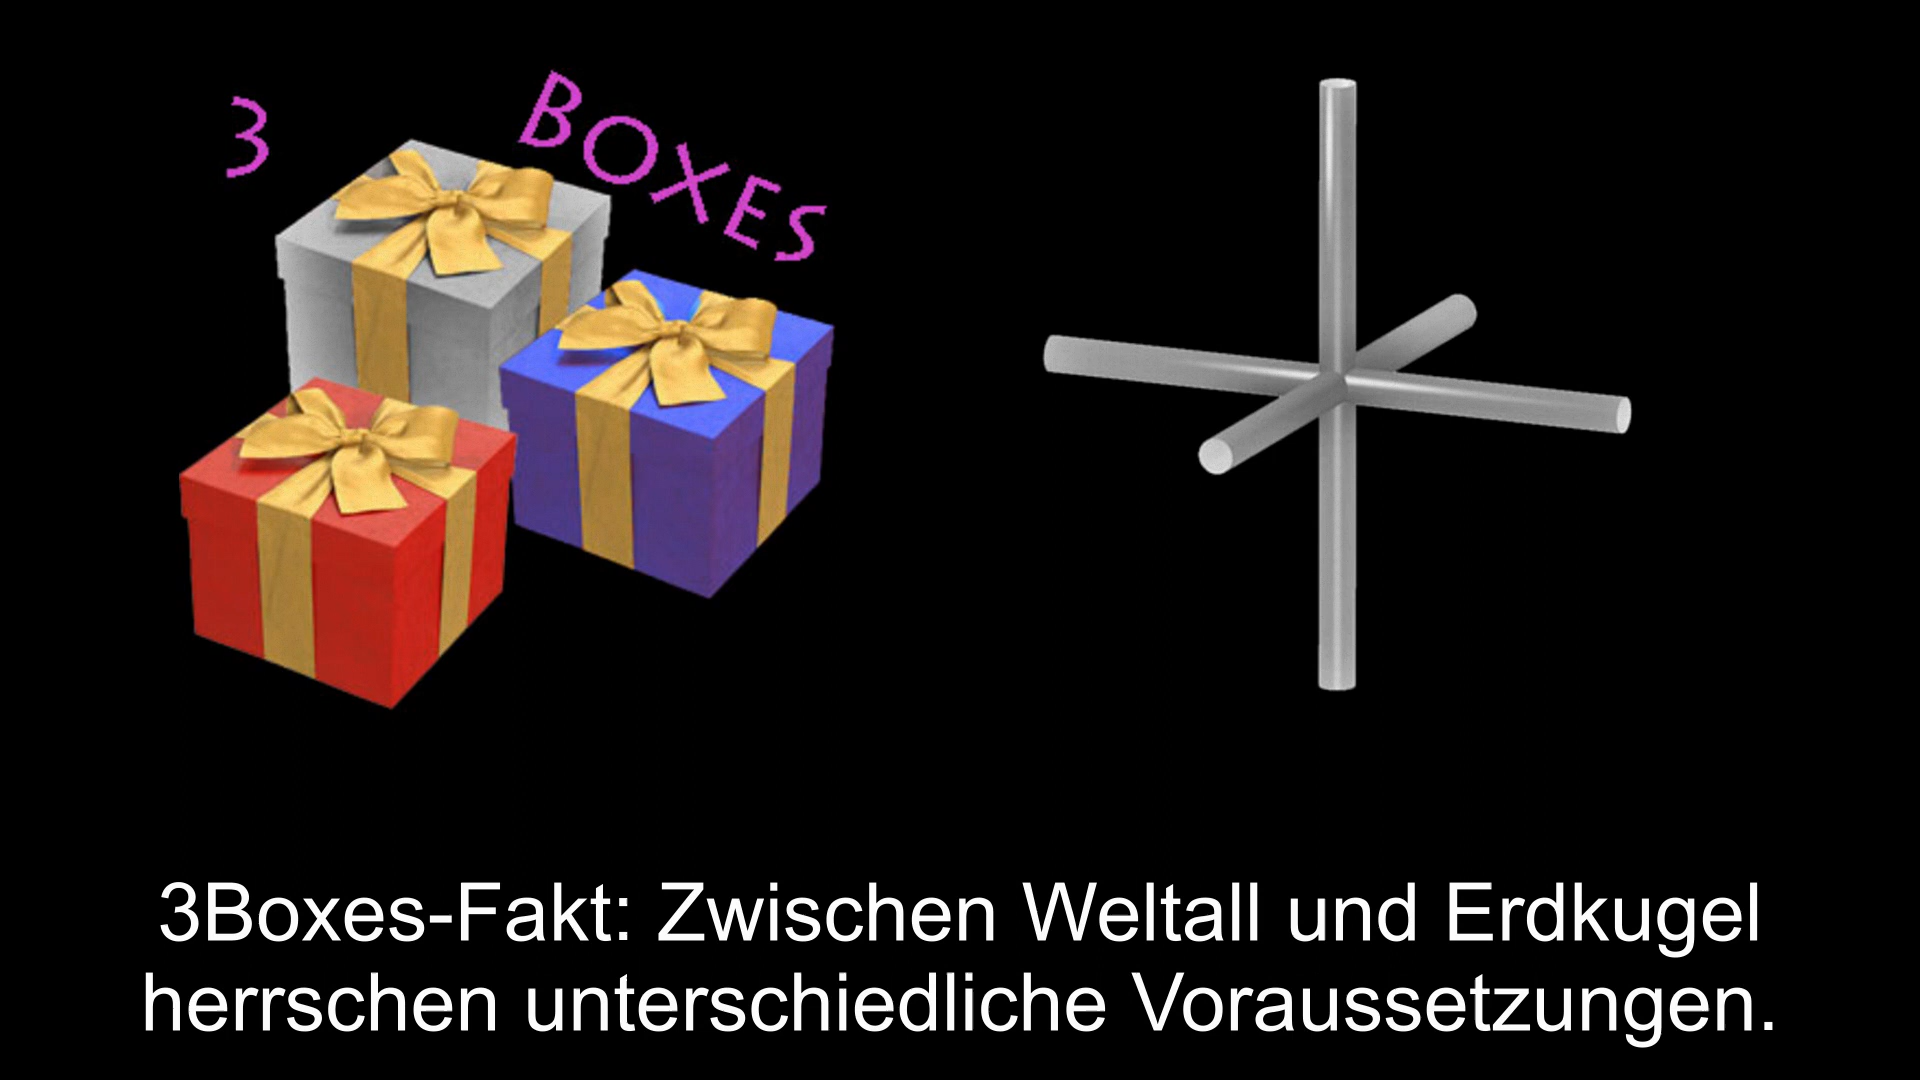 3 BOXES
3Boxes-Fakt: Zwischen Weltall und Erdkugel
herrschen unterschiedliche Voraussetzungen.